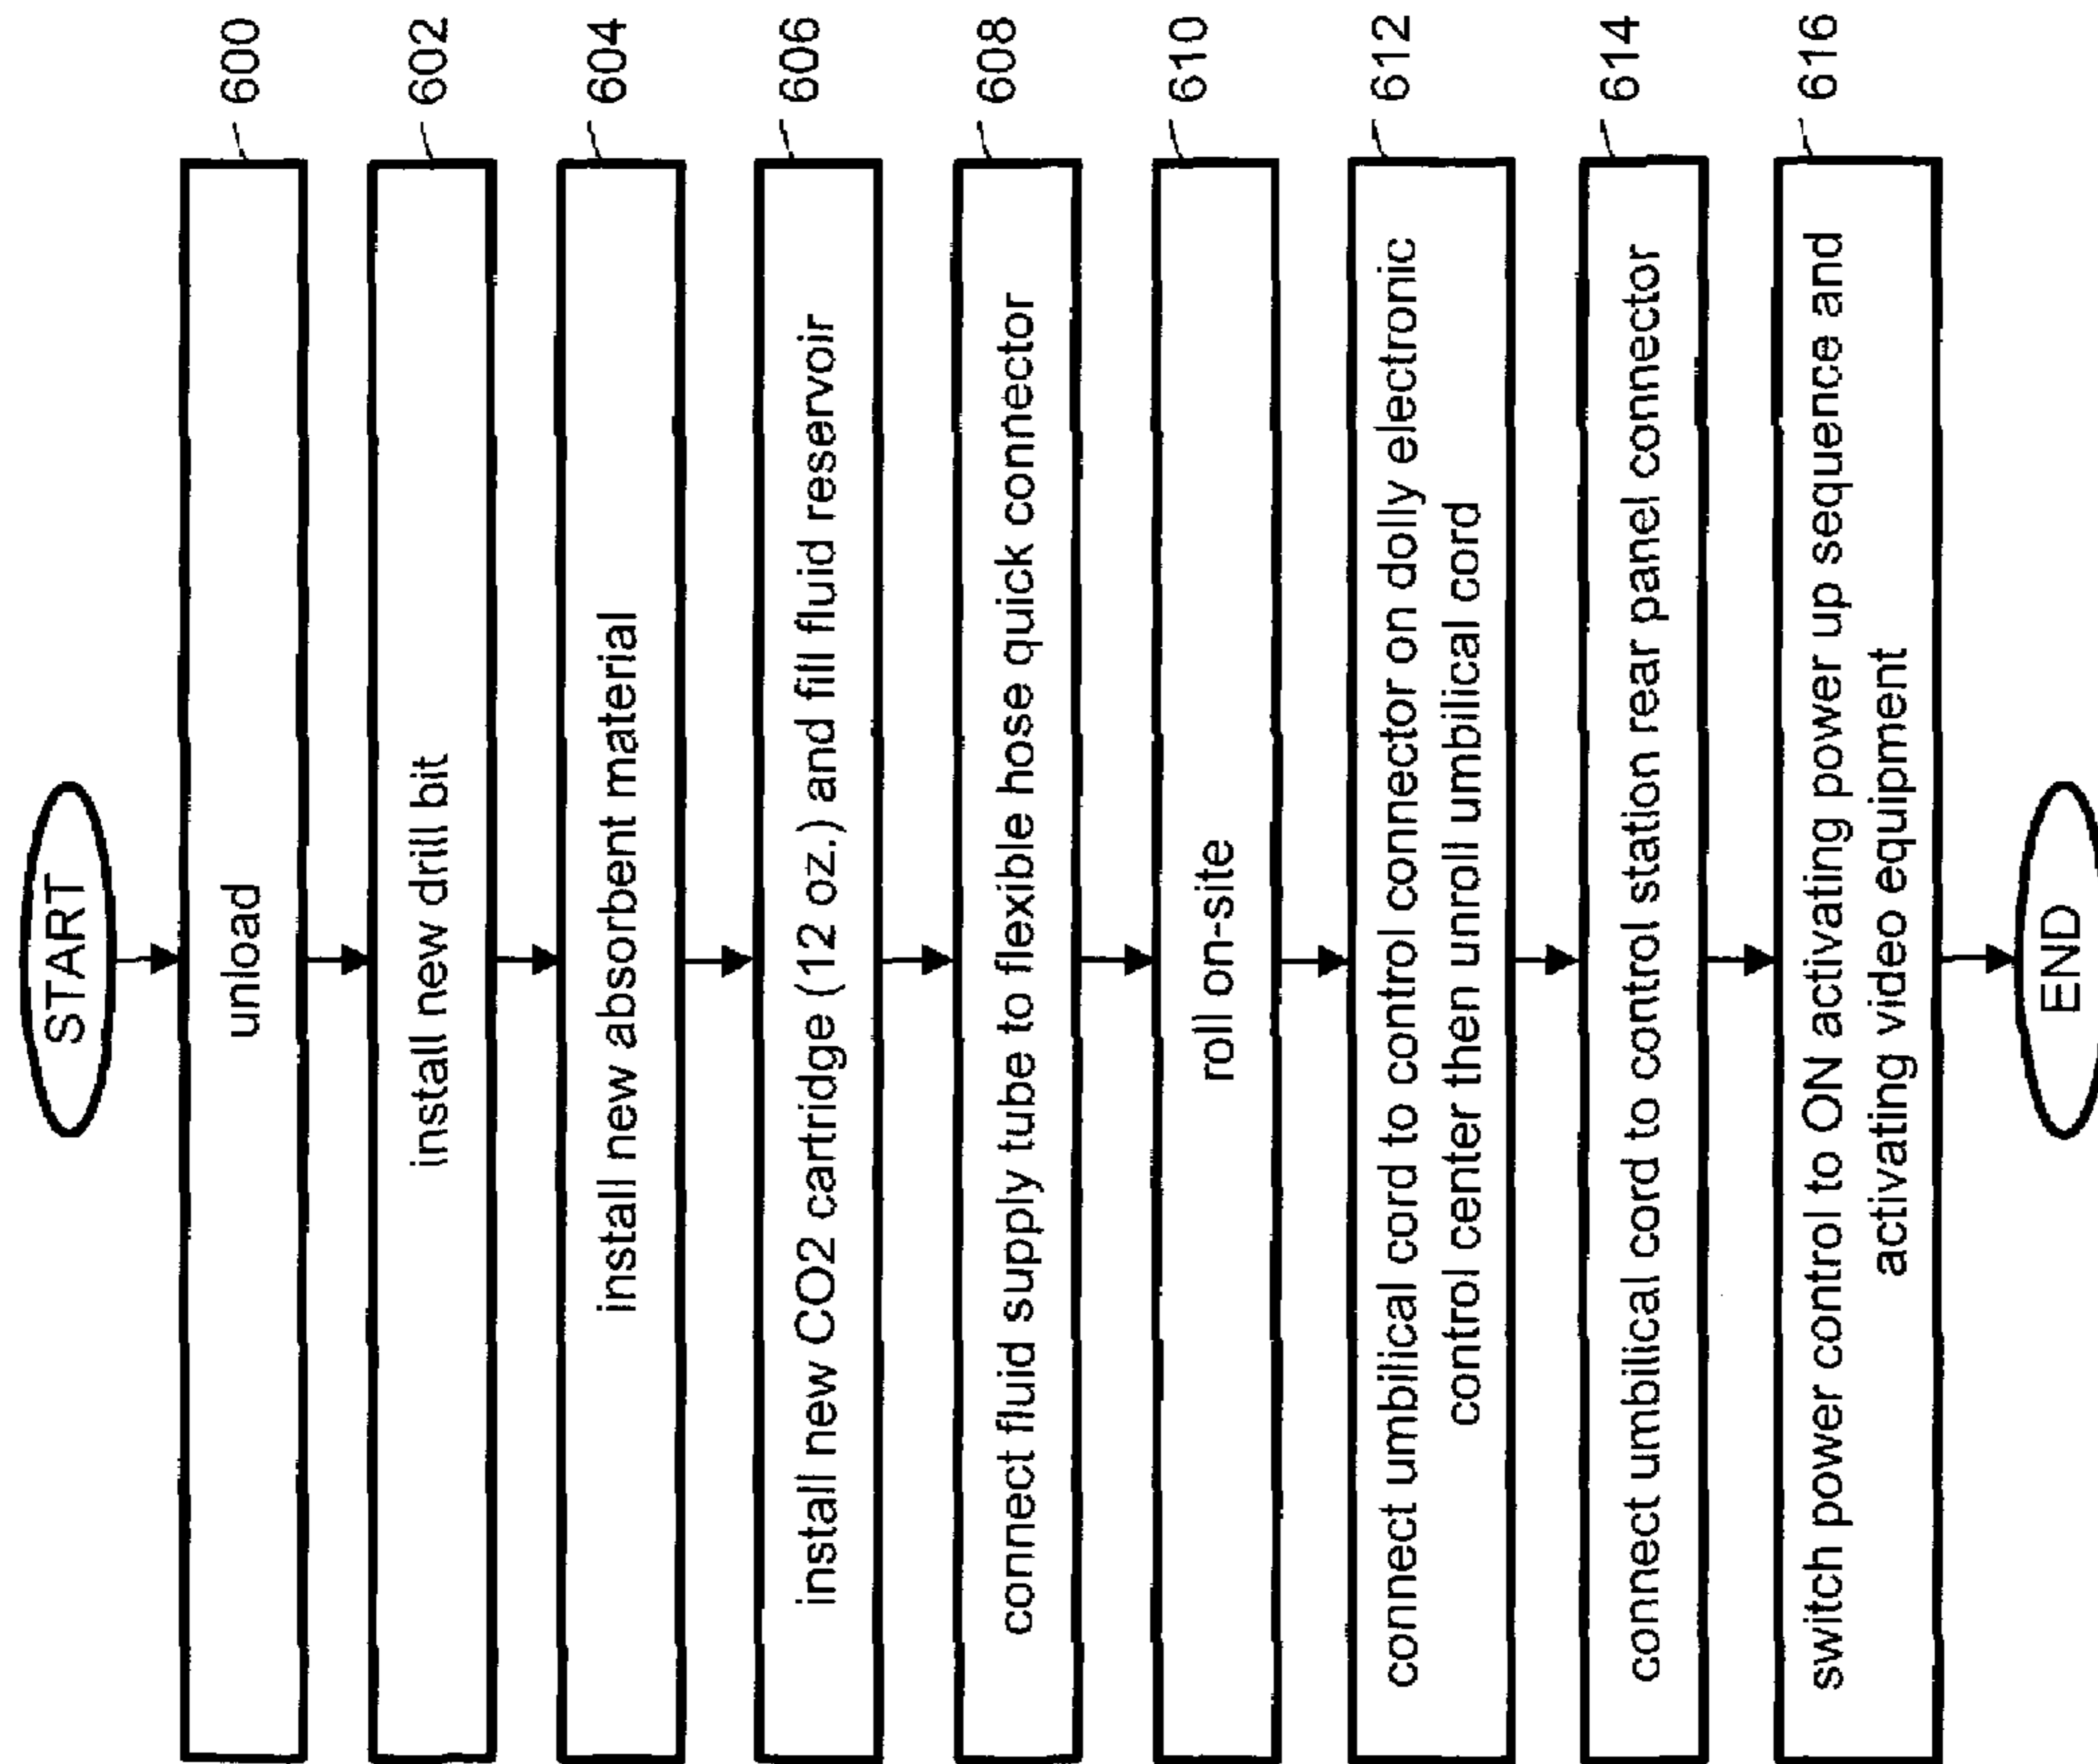 START
unload
600
install new drill bit
602
install new absorbent material
604
install new CO2 cartridge (12 oz.) and fill fluid reservoir
606
connect fluid supply tube to flexible hose quick connector
608
roll on-site
610
connect umbilical cord to control connector on dolly electronic
control center then unroll umbilical cord
612
connect umbilical cord to control station rear panel connector
614
switch power control to ON activating power up sequence and
activating video equipment
616
END